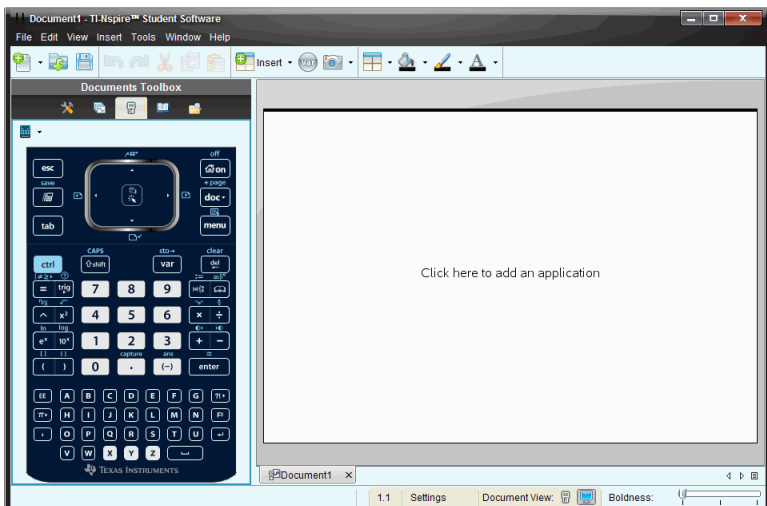 Document1 - TI-Nspire™ Student Software
File Edit View Insert Tools Window Help
Insert var A
Documents Toolbox
Click here to add an application
off
esc on
save + page
doc
tab menu
CAPS sto→ clear
ctrl shift var del
= trig 7 8 9
^ x² 4 5 6 × ÷
ln log
eˣ 10ˣ 1 2 3 + −
[ ] { } capture ans ≈
( ) 0 . (−) enter
EE A B C D E F G ?!▸
π▸ H I J K L M N
, O P Q R S T U ↵
V W X Y Z
TEXAS INSTRUMENTS
Document1
1.1 Settings Document View: Boldness: